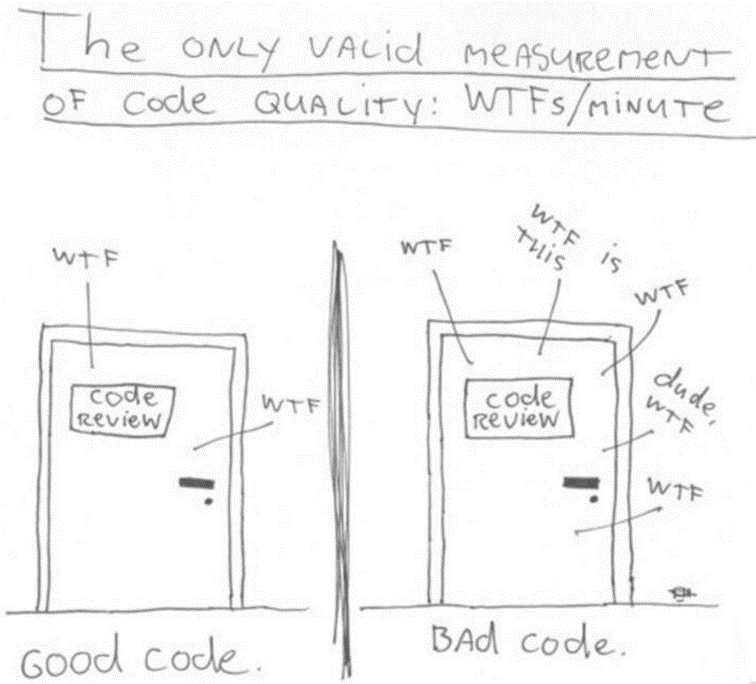 The ONLY VALid MEASUREMENT
OF Code QUALITY: WTFs/MINUTE
WTF
code
REVIEW
WTF
GOOD CODE.
WTF
WTF is
THIS
WTF
code
REVIEW
dude,
WTF
WTF
BAd code.